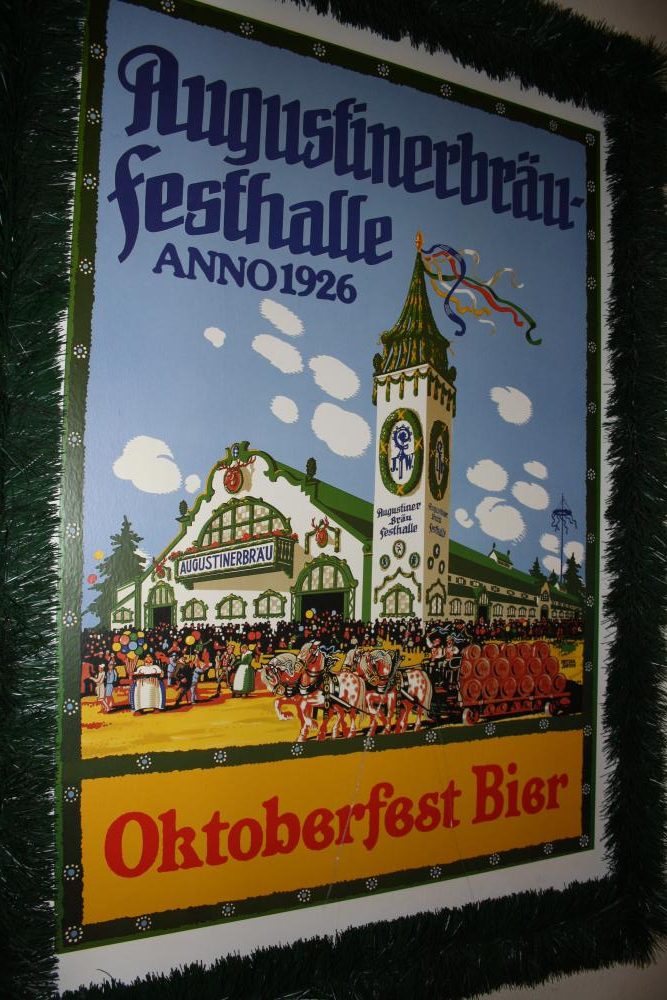 Augustinerbräu-
festhalle
ANNO 1926
J.W.
Augustiner
Bräu
festhalle
AUGUSTINERBRÄU
Oktoberfest Bier